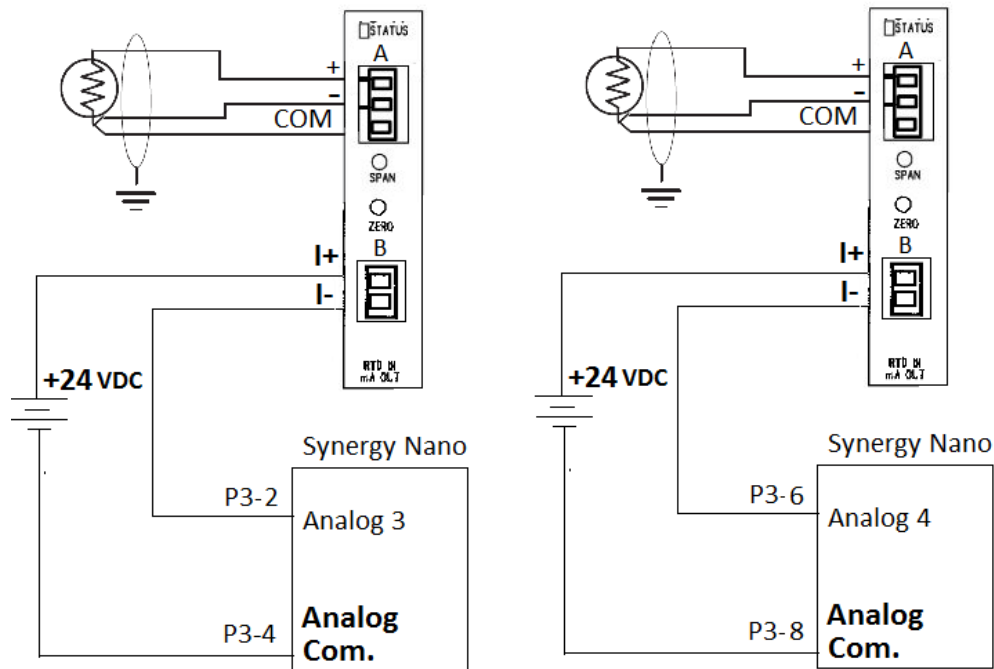 STATUS
A
+
-
COM
SPAN
ZERO
B
I+
I-
RTD IN
mA OUT
+24 VDC
Synergy Nano
P3-2
Analog 3
P3-4
Analog
Com.
STATUS
A
+
-
COM
SPAN
ZERO
B
I+
I-
RTD IN
mA OUT
+24 VDC
Synergy Nano
P3-6
Analog 4
P3-8
Analog
Com.